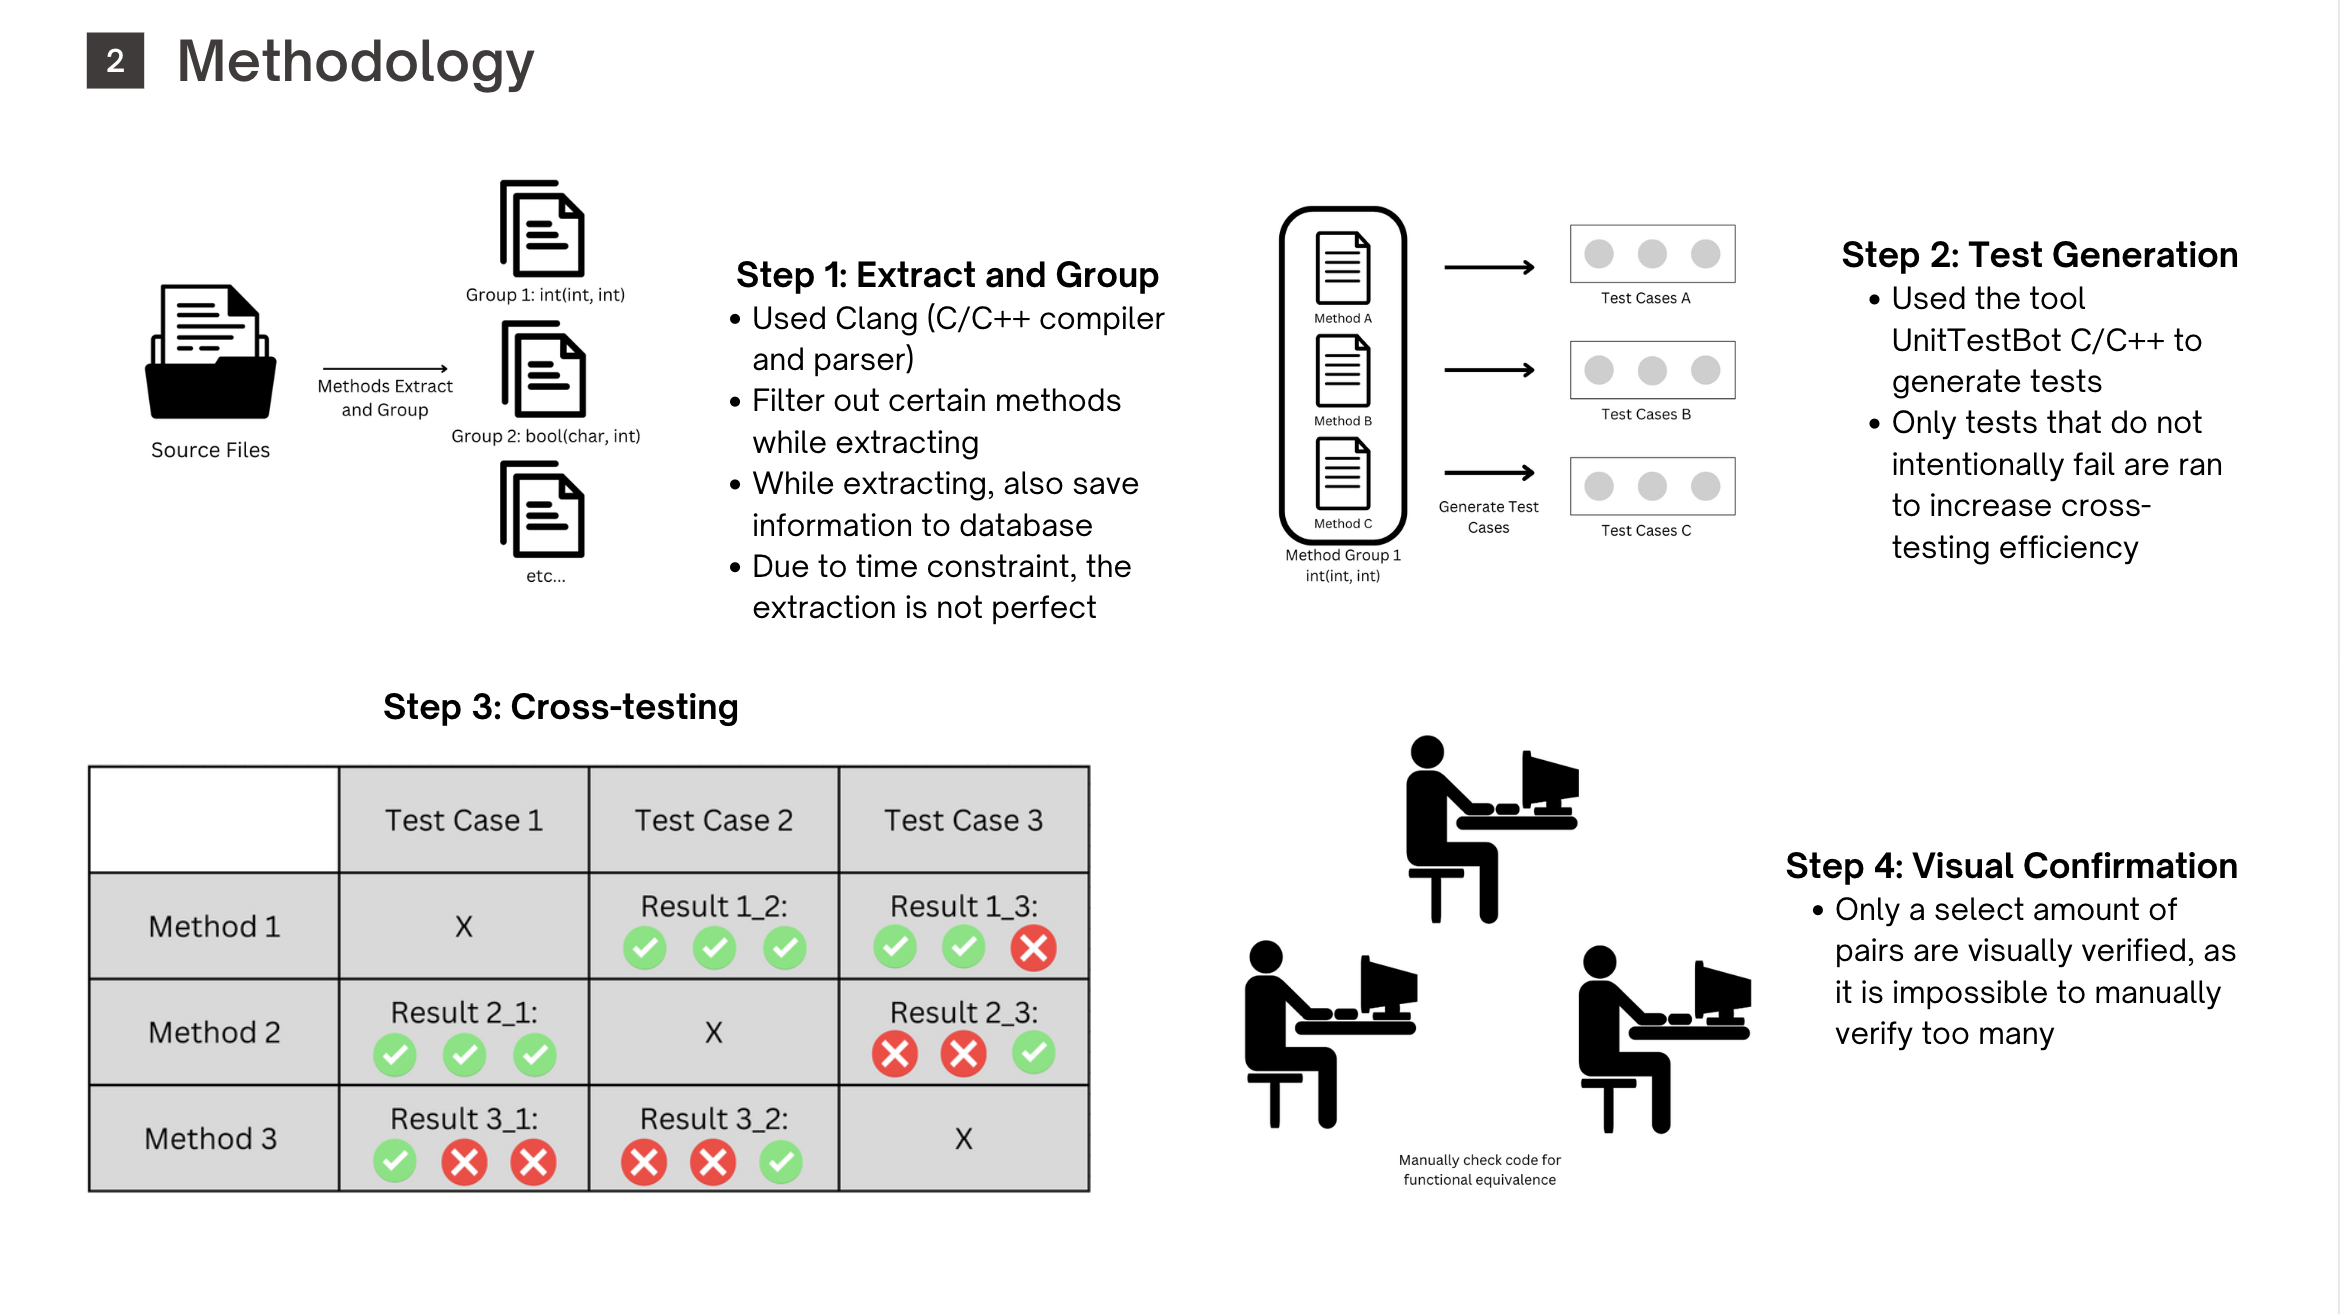 2
Methodology
Group 1: int(int, int)
Source Files
Methods Extract
and Group
Group 2: bool(char, int)
etc...
Step 1: Extract and Group
• Used Clang (C/C++ compiler
and parser)
• Filter out certain methods
while extracting
• While extracting, also save
information to database
• Due to time constraint, the
extraction is not perfect
Method A
Method B
Method C
Method Group 1
int(int, int)
Generate Test
Cases
Test Cases A
Test Cases B
Test Cases C
Step 2: Test Generation
• Used the tool
UnitTestBot C/C++ to
generate tests
• Only tests that do not
intentionally fail are ran
to increase cross-
testing efficiency
Step 3: Cross-testing
Test Case 1 Test Case 2 Test Case 3
Method 1 X Result 1_2: Result 1_3:
Method 2 Result 2_1: X Result 2_3:
Method 3 Result 3_1: Result 3_2: X
Manually check code for
functional equivalence
Step 4: Visual Confirmation
• Only a select amount of
pairs are visually verified, as
it is impossible to manually
verify too many